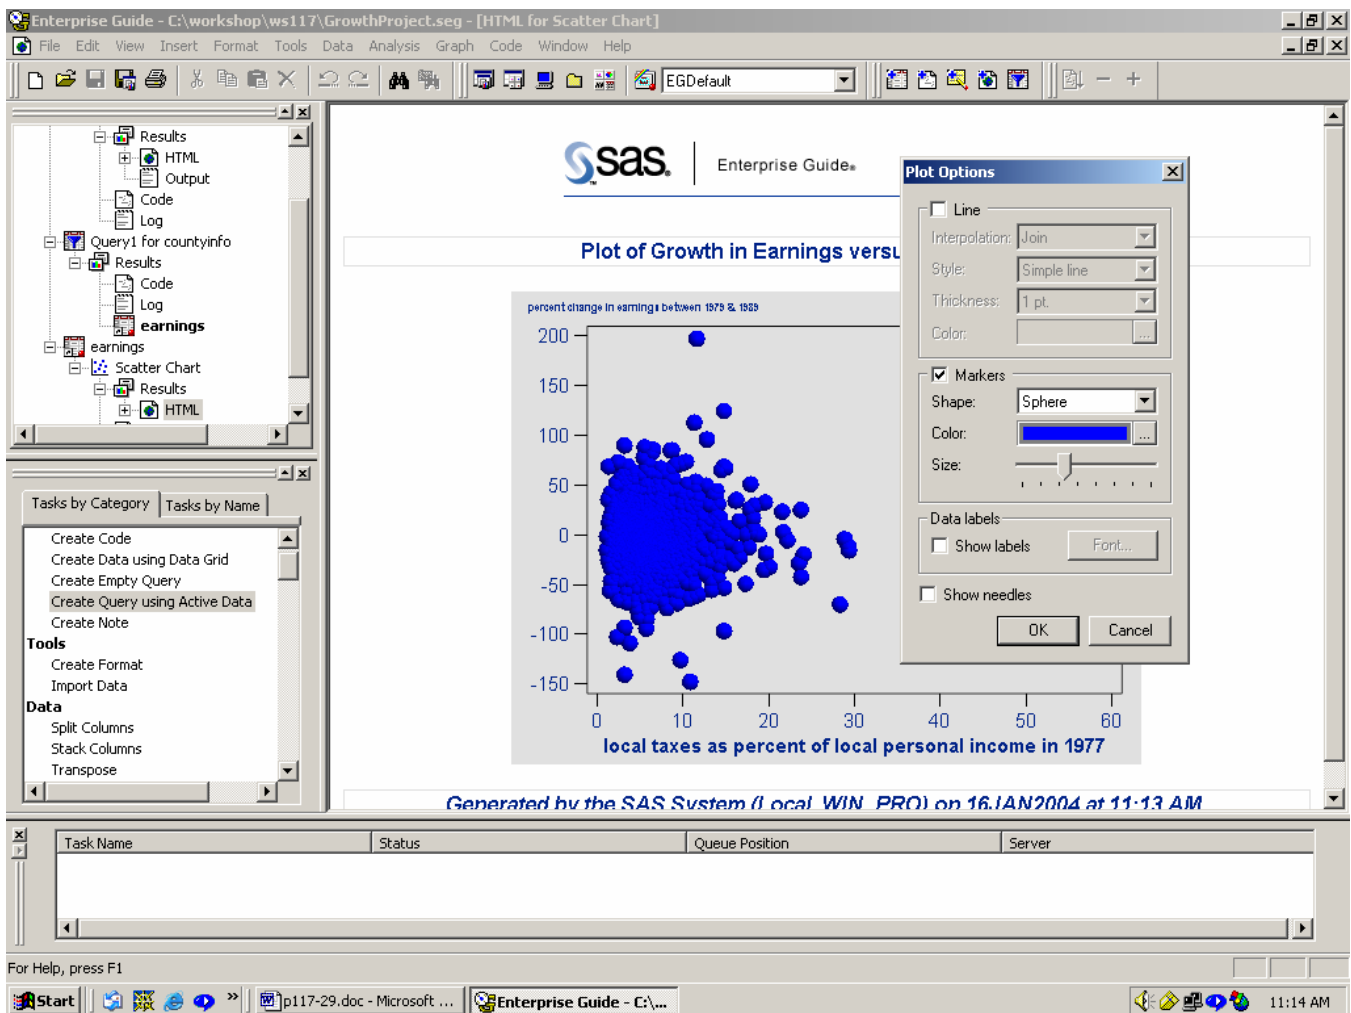 Enterprise Guide - C:\workshop\ws117\GrowthProject.seg - [HTML for Scatter Chart]
File Edit View Insert Format Tools Data Analysis Graph Code Window Help
EGDefault
Results
HTML
Output
Code
Log
Query1 for countyinfo
Results
Code
Log
earnings
earnings
Scatter Chart
Results
HTML
Tasks by Category
Tasks by Name
Create Code
Create Data using Data Grid
Create Empty Query
Create Query using Active Data
Create Note
Tools
Create Format
Import Data
Data
Split Columns
Stack Columns
Transpose
sas.
Enterprise Guide®
Plot of Growth in Earnings versu
percent change in earnings between 1979 & 1989
200
150
100
50
0
-50
-100
-150
0 10 20 30 40 50 60
local taxes as percent of local personal income in 1977
Generated by the SAS System (Local, WIN_PRO) on 16JAN2004 at 11:13 AM
Plot Options
Line
Interpolation: Join
Style: Simple line
Thickness: 1 pt.
Color: ...
Markers
Shape: Sphere
Color: ...
Size:
Data labels
Show labels Font...
Show needles
OK Cancel
Task Name Status Queue Position Server
For Help, press F1
Start » p117-29.doc - Microsoft ... Enterprise Guide - C:\... 11:14 AM